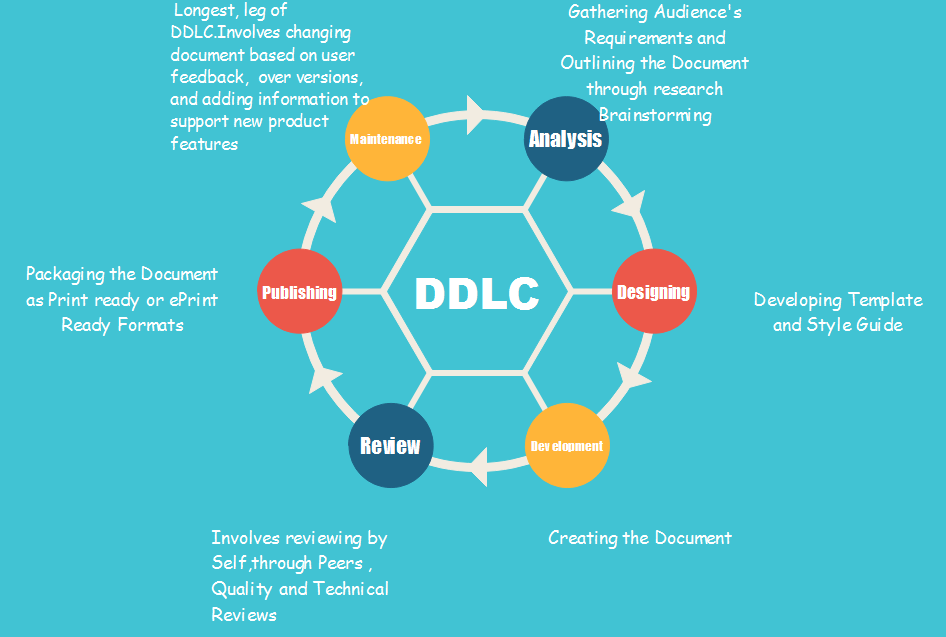 Longest, leg of
DDLC.Involves changing
document based on user
feedback, over versions,
and adding information to
support new product
features
Gathering Audience's
Requirements and
Outlining the Document
through research
Brainstorming
Maintenance
Analysis
Publishing
DDLC
Designing
Packaging the Document
as Print ready or ePrint
Ready Formats
Developing Template
and Style Guide
Review
Development
Involves reviewing by
Self,through Peers ,
Quality and Technical
Reviews
Creating the Document